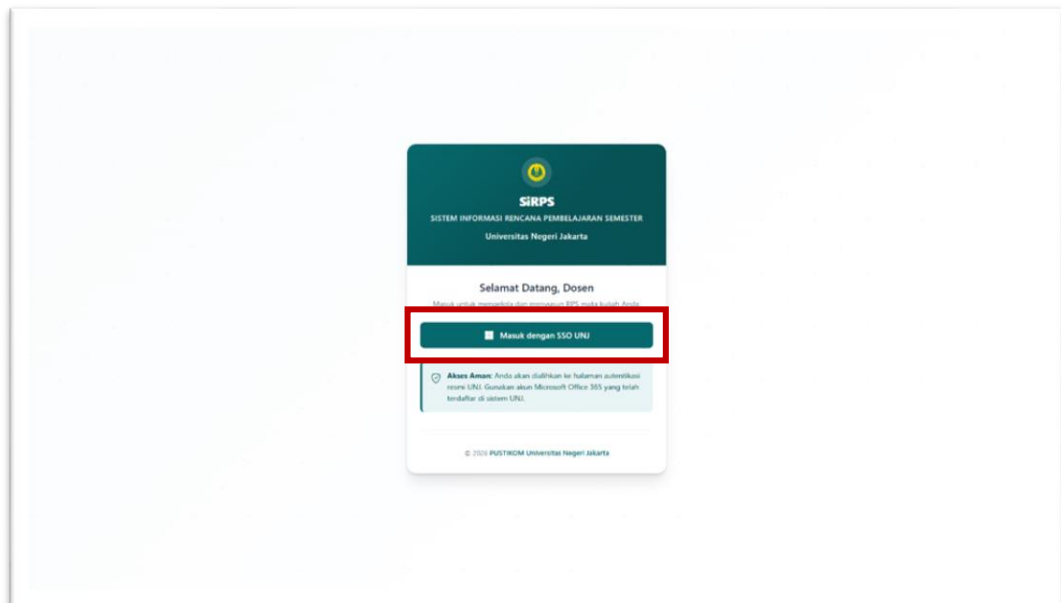 SiRPS
SISTEM INFORMASI RENCANA PEMBELAJARAN SEMESTER
Universitas Negeri Jakarta
Selamat Datang, Dosen
Masuk untuk mengelola dan menyusun RPS mata kuliah Anda
Masuk dengan SSO UNJ
Akses Aman: Anda akan dialihkan ke halaman autentikasi
resmi UNJ. Gunakan akun Microsoft Office 365 yang telah
terdaftar di sistem UNJ.
© 2026 PUSTIKOM Universitas Negeri Jakarta